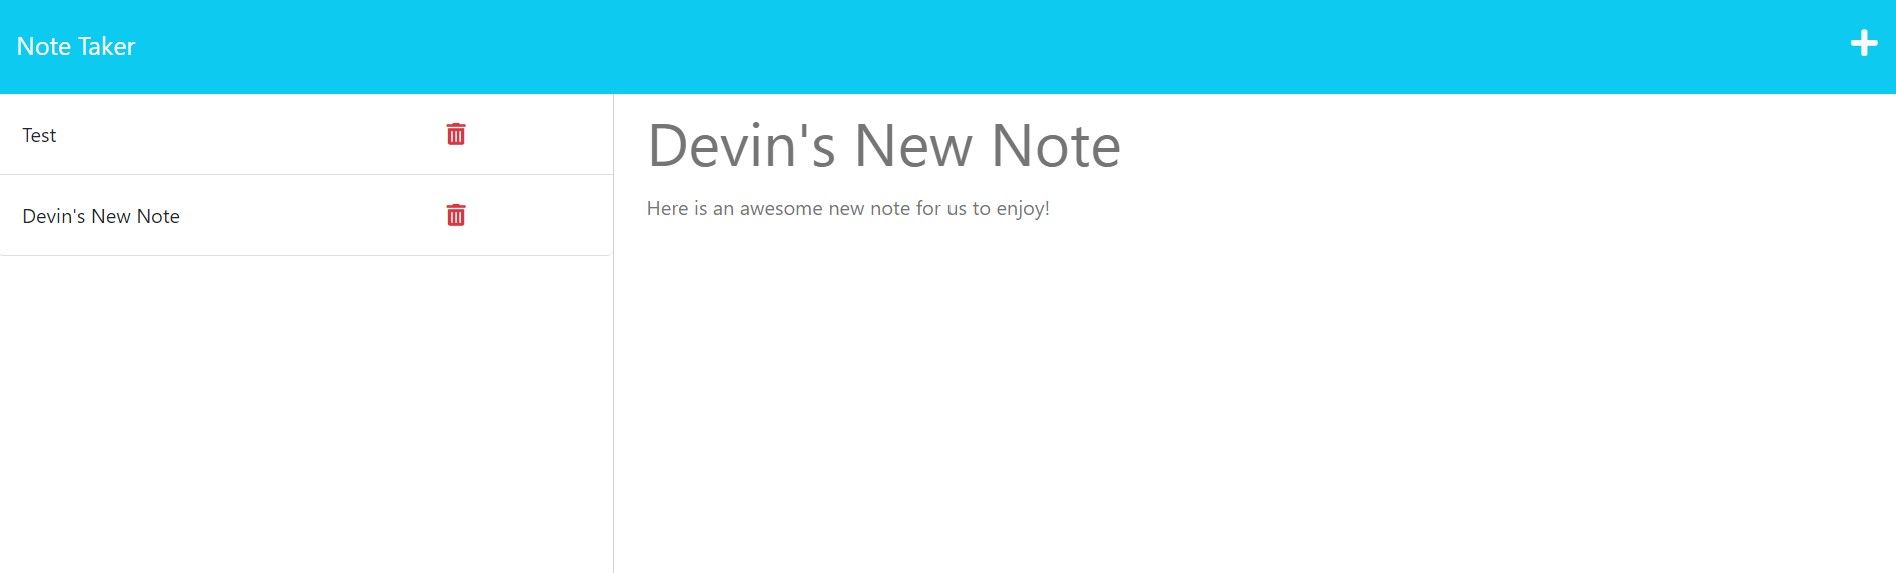 Note Taker
Test
Devin's New Note
Devin's New Note
Here is an awesome new note for us to enjoy!